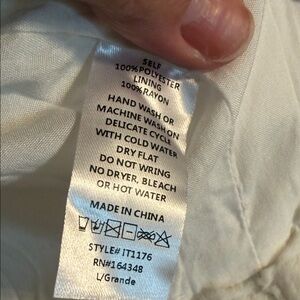 SELF
100%POLYESTER
LINING
100%RAYON
HAND WASH OR
MACHINE WASH ON
DELICATE CYCLE
WITH COLD WATER
DRY FLAT
DO NOT WRING
NO DRYER, BLEACH
OR HOT WATER
MADE IN CHINA
STYLE# IT1176
RN#164348
L/Grande